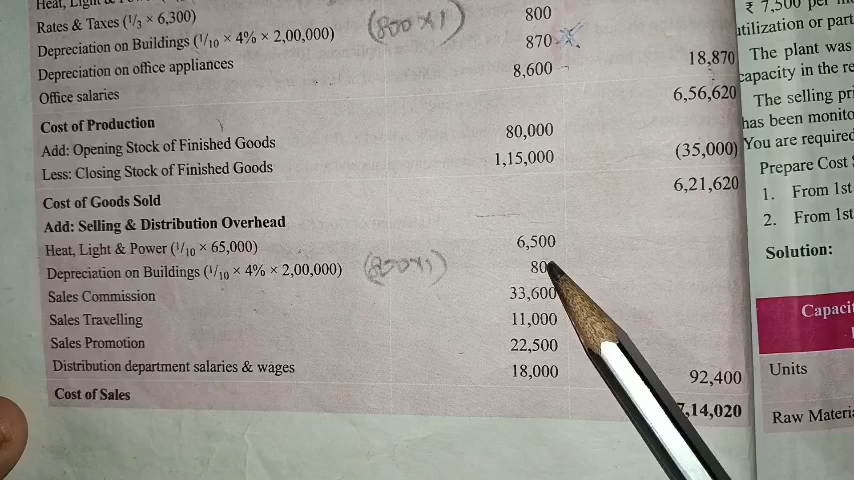 Heat, Light &
Rates & Taxes (1/3 × 6,300)
Depreciation on Buildings (1/10 × 4% × 2,00,000) (800×1) 800
Depreciation on office appliances 870
Office salaries 8,600 18,870
Cost of Production 6,56,620
Add: Opening Stock of Finished Goods 80,000
Less: Closing Stock of Finished Goods 1,15,000 (35,000)
Cost of Goods Sold 6,21,620
Add: Selling & Distribution Overhead
Heat, Light & Power (1/10 × 65,000) 6,500
Depreciation on Buildings (1/10 × 4% × 2,00,000) (800×1) 80
Sales Commission 33,600
Sales Travelling 11,000
Sales Promotion 22,500
Distribution department salaries & wages 18,000 92,400
Cost of Sales 7,14,020
₹ 7,500 per
utilization or part
The plant was
capacity in the re
The selling pri
has been monito
You are required
Prepare Cost
1. From 1st
2. From 1st
Solution:
Capacit
Units
Raw Materia